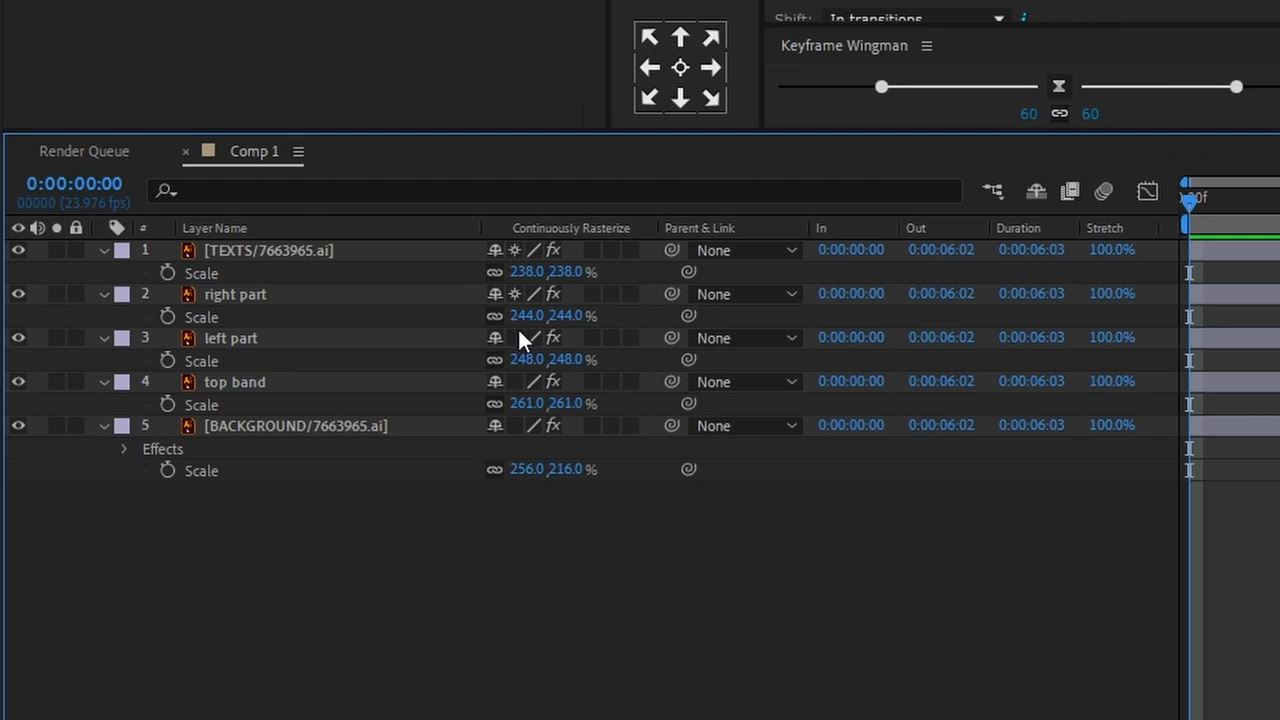 Shift: In transitions
Keyframe Wingman
60 60
Render Queue × Comp 1
0:00:00:00
00000 (23.976 fps)
:00f
# Layer Name Continuously Rasterize Parent & Link In Out Duration Stretch
1 [TEXTS/7663965.ai] fx None 0:00:00:00 0:00:06:02 0:00:06:03 100.0%
Scale 238.0,238.0 %
2 right part fx None 0:00:00:00 0:00:06:02 0:00:06:03 100.0%
Scale 244.0,244.0 %
3 left part fx None 0:00:00:00 0:00:06:02 0:00:06:03 100.0%
Scale 248.0,248.0 %
4 top band fx None 0:00:00:00 0:00:06:02 0:00:06:03 100.0%
Scale 261.0,261.0 %
5 [BACKGROUND/7663965.ai] fx None 0:00:00:00 0:00:06:02 0:00:06:03 100.0%
Effects
Scale 256.0,216.0 %